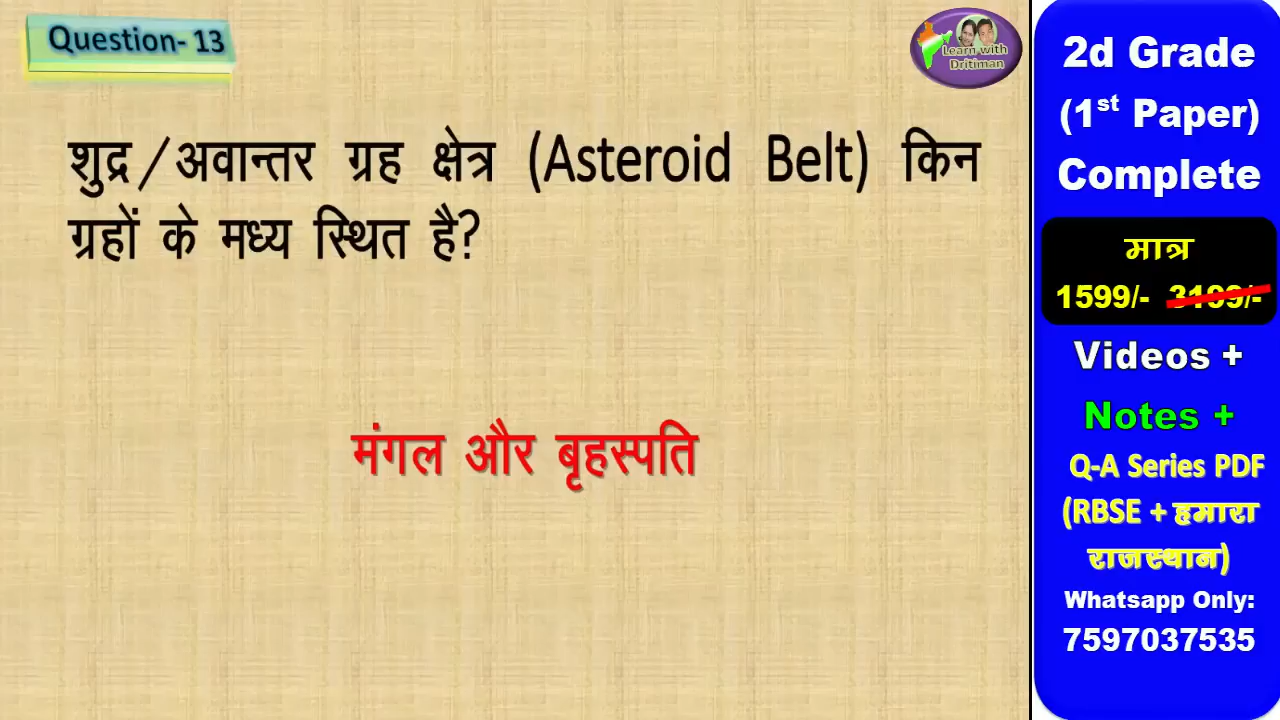 Question- 13
Learn with
Dritiman
शुद्र/अवान्तर ग्रह क्षेत्र (Asteroid Belt) किन
ग्रहों के मध्य स्थित है?
मंगल और बृहस्पति
2d Grade
(1st Paper)
Complete
मात्र
1599/- 3199/-
Videos +
Notes +
Q-A Series PDF
(RBSE + हमारा
राजस्थान)
Whatsapp Only:
7597037535